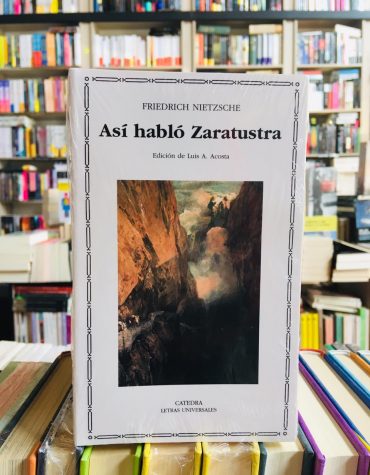 FRIEDRICH NIETZSCHE
Así habló Zaratustra
Edición de Luis A. Acosta
CATEDRA
LETRAS UNIVERSALES